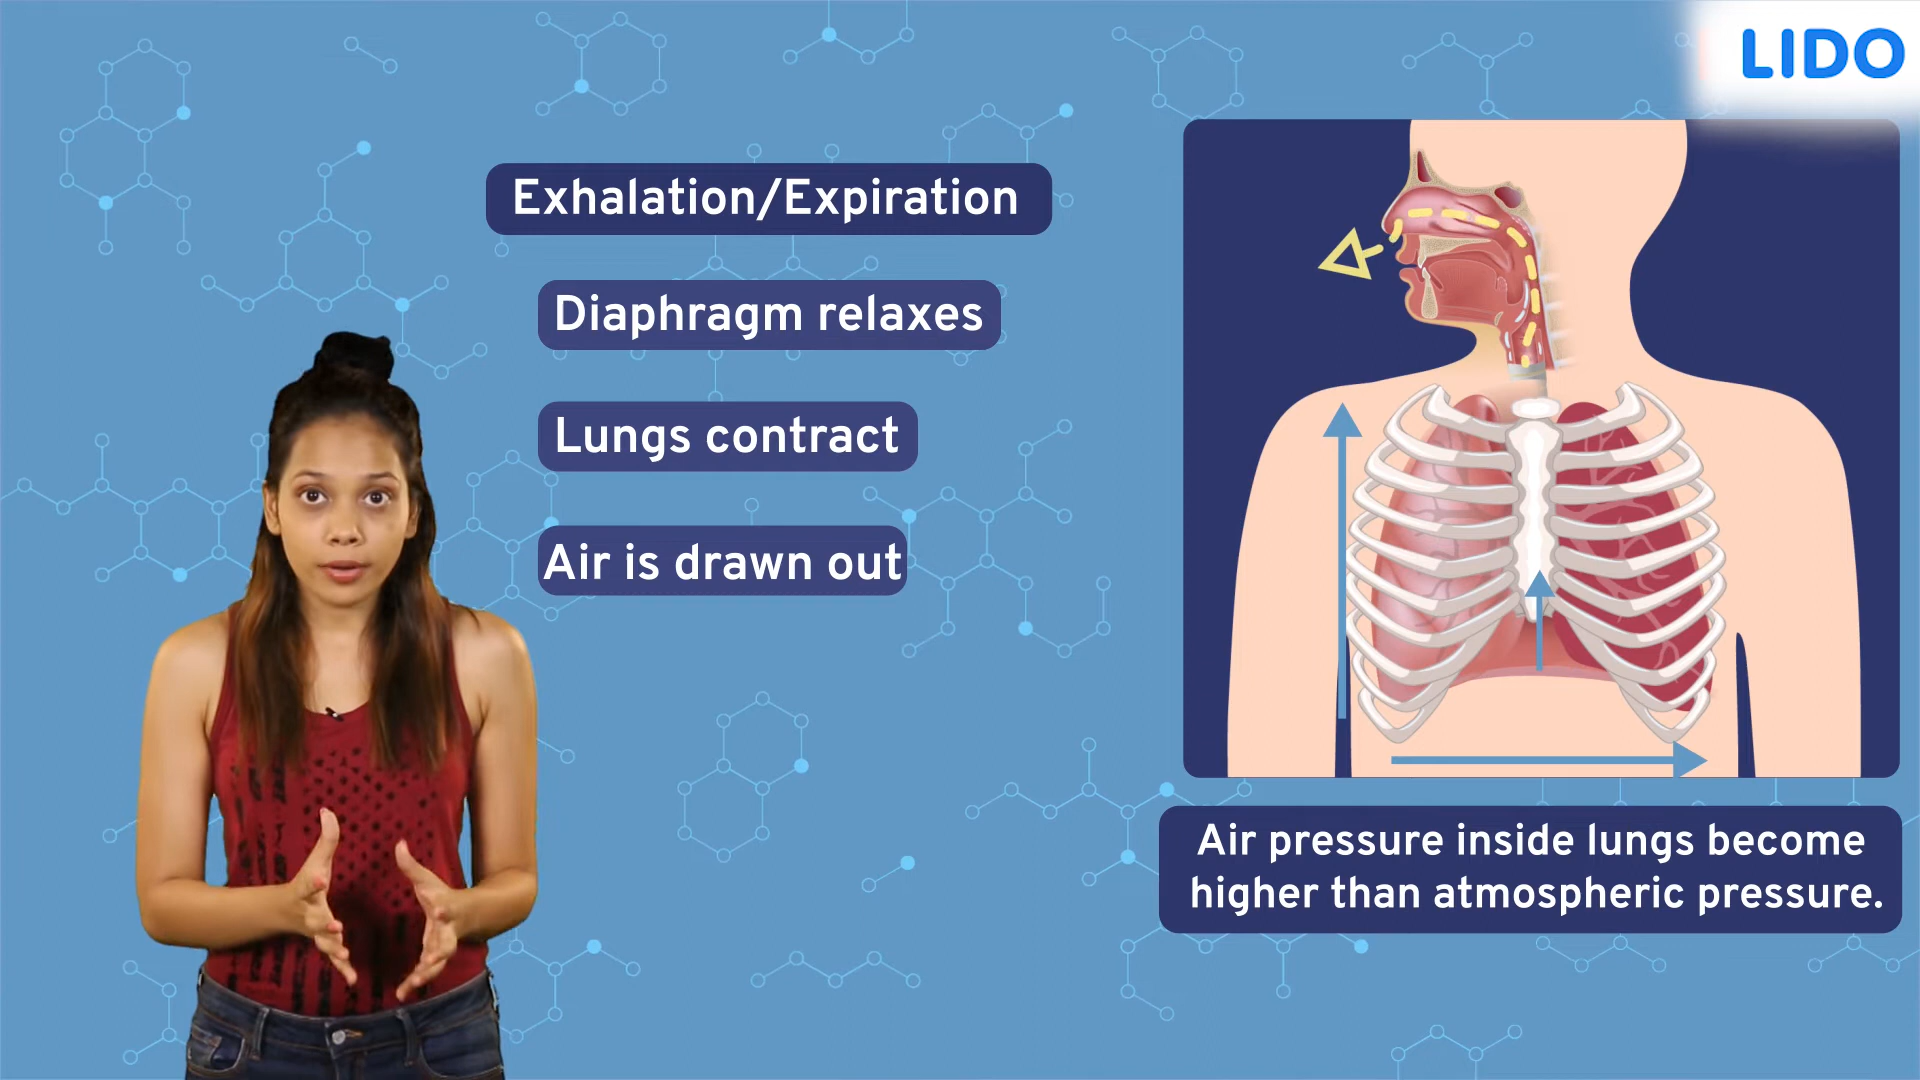 LIDO
Exhalation/Expiration
Diaphragm relaxes
Lungs contract
Air is drawn out
Air pressure inside lungs become
higher than atmospheric pressure.